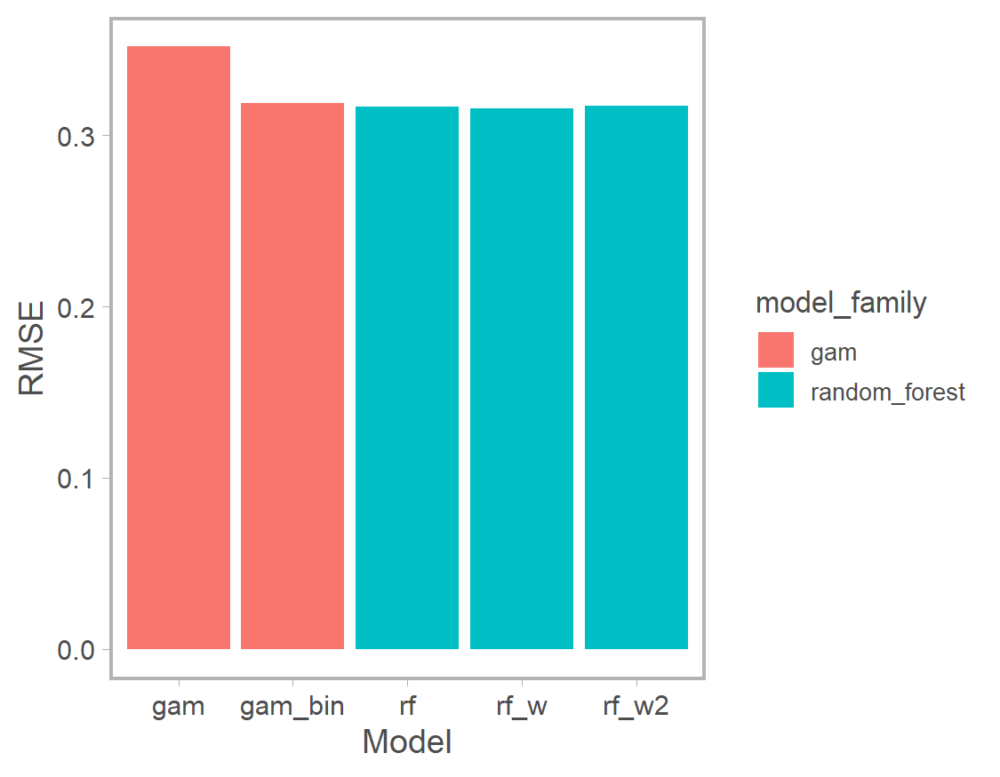 RMSE
0.3
0.2
0.1
0.0
gam gam_bin rf rf_w rf_w2
Model
model_family
gam
random_forest